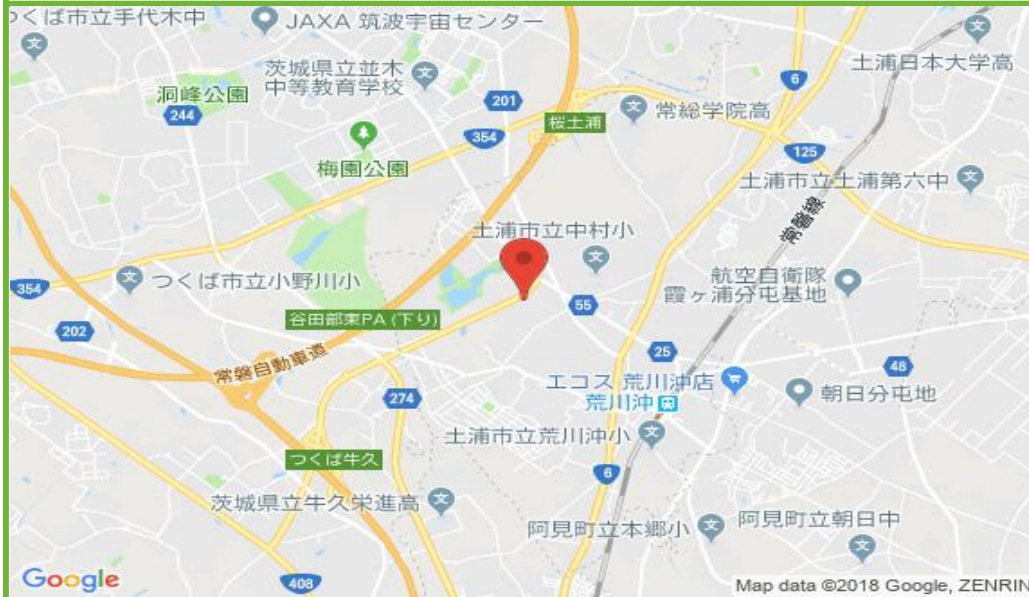 つくば市立手代木中
JAXA 筑波宇宙センター
土浦日本大学高
茨城県立並木
中等教育学校
洞峰公園
244
201
6
常総学院高
桜土浦
354
梅園公園
125
土浦市立土浦第六中
常磐線
土浦市立中村小
航空自衛隊
霞ヶ浦分屯基地
つくば市立小野川小
354
55
谷田部東PA (下り)
202
常磐自動車道
25
エコス 荒川沖店
荒川沖
48
朝日分屯地
274
土浦市立荒川沖小
つくば牛久
6
茨城県立牛久栄進高
阿見町立本郷小
阿見町立朝日中
408
Google
Map data ©2018 Google, ZENRIN